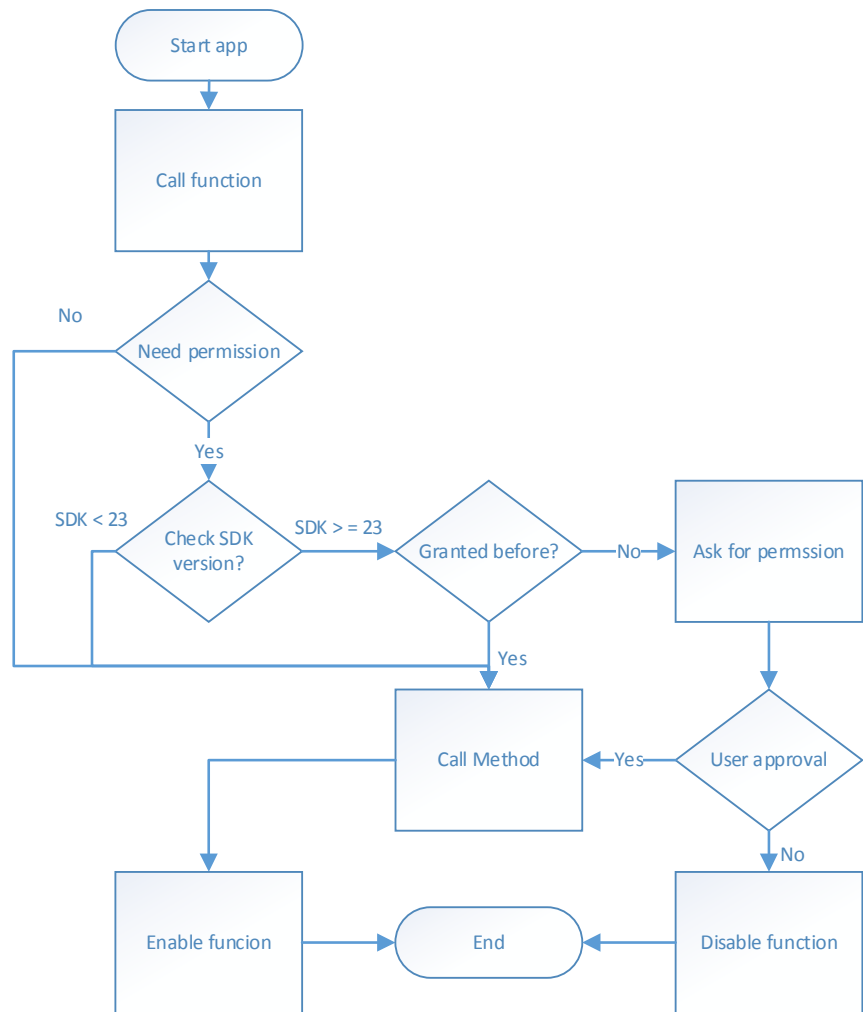 Start app
Call function
No
Need permission
Yes
SDK < 23
Check SDK
version?
SDK > = 23
Granted before?
No
Ask for permssion
Yes
Call Method
Yes
User approval
No
Enable funcion
End
Disable function